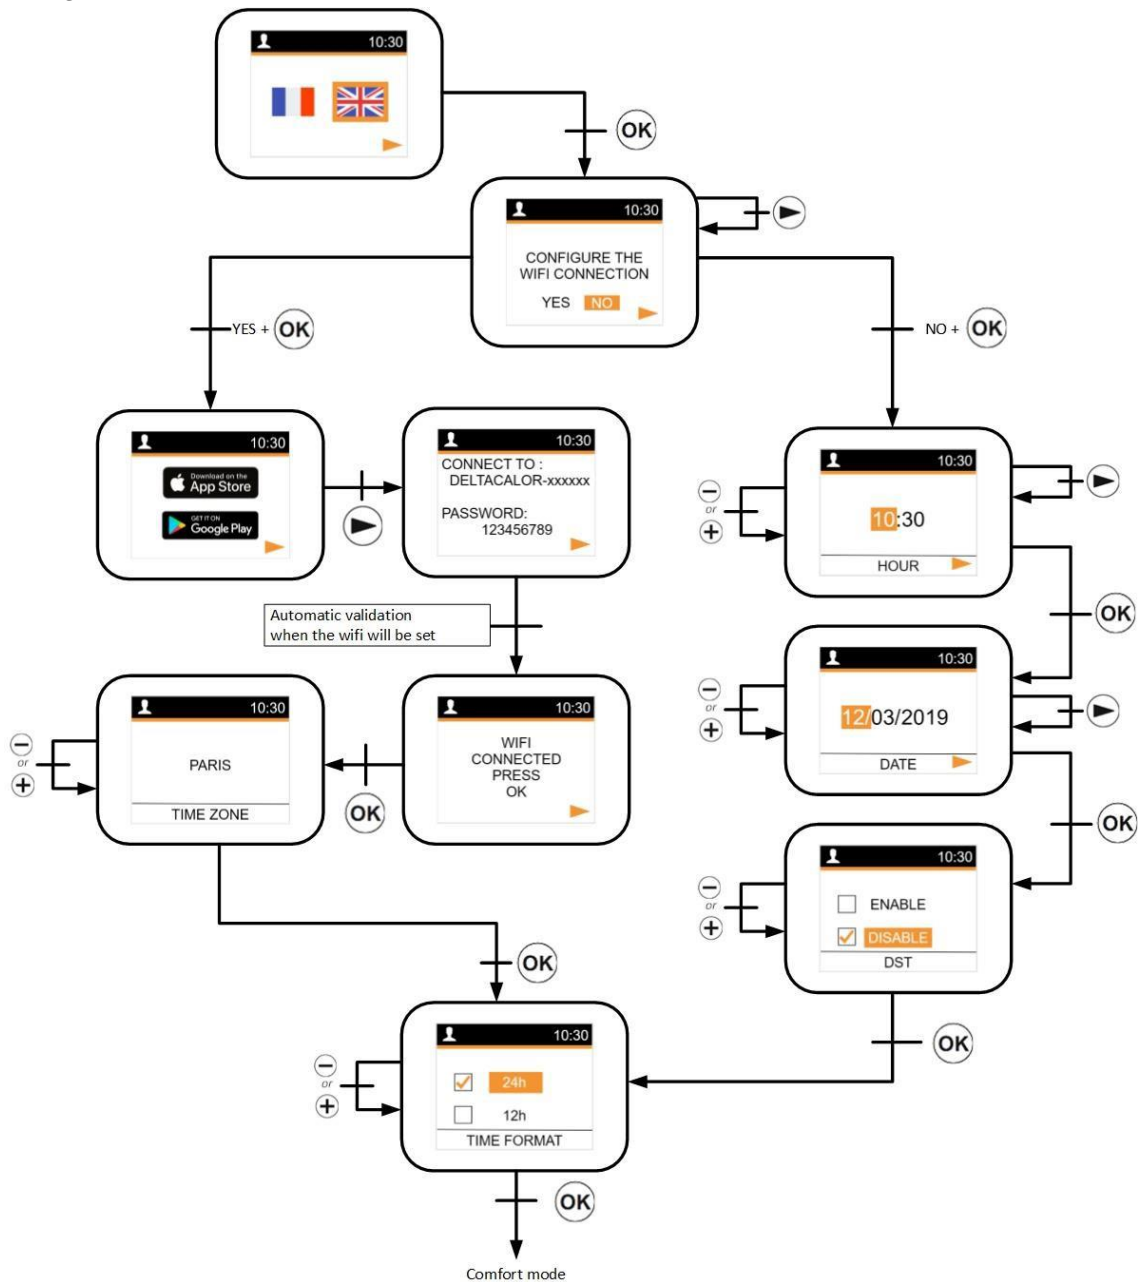 10:30
OK
10:30
CONFIGURE THE
WIFI CONNECTION
YES NO
YES + OK
NO + OK
10:30
Download on the
App Store
GET IT ON
Google Play
10:30
CONNECT TO :
DELTACALOR-xxxxxx
PASSWORD:
123456789
10:30
10:30
HOUR
- or +
OK
Automatic validation
when the wifi will be set
10:30
PARIS
TIME ZONE
- or +
10:30
WIFI
CONNECTED
PRESS
OK
OK
10:30
12/03/2019
DATE
- or +
OK
10:30
ENABLE
DISABLE
DST
- or +
OK
OK
10:30
24h
12h
TIME FORMAT
- or +
OK
Comfort mode